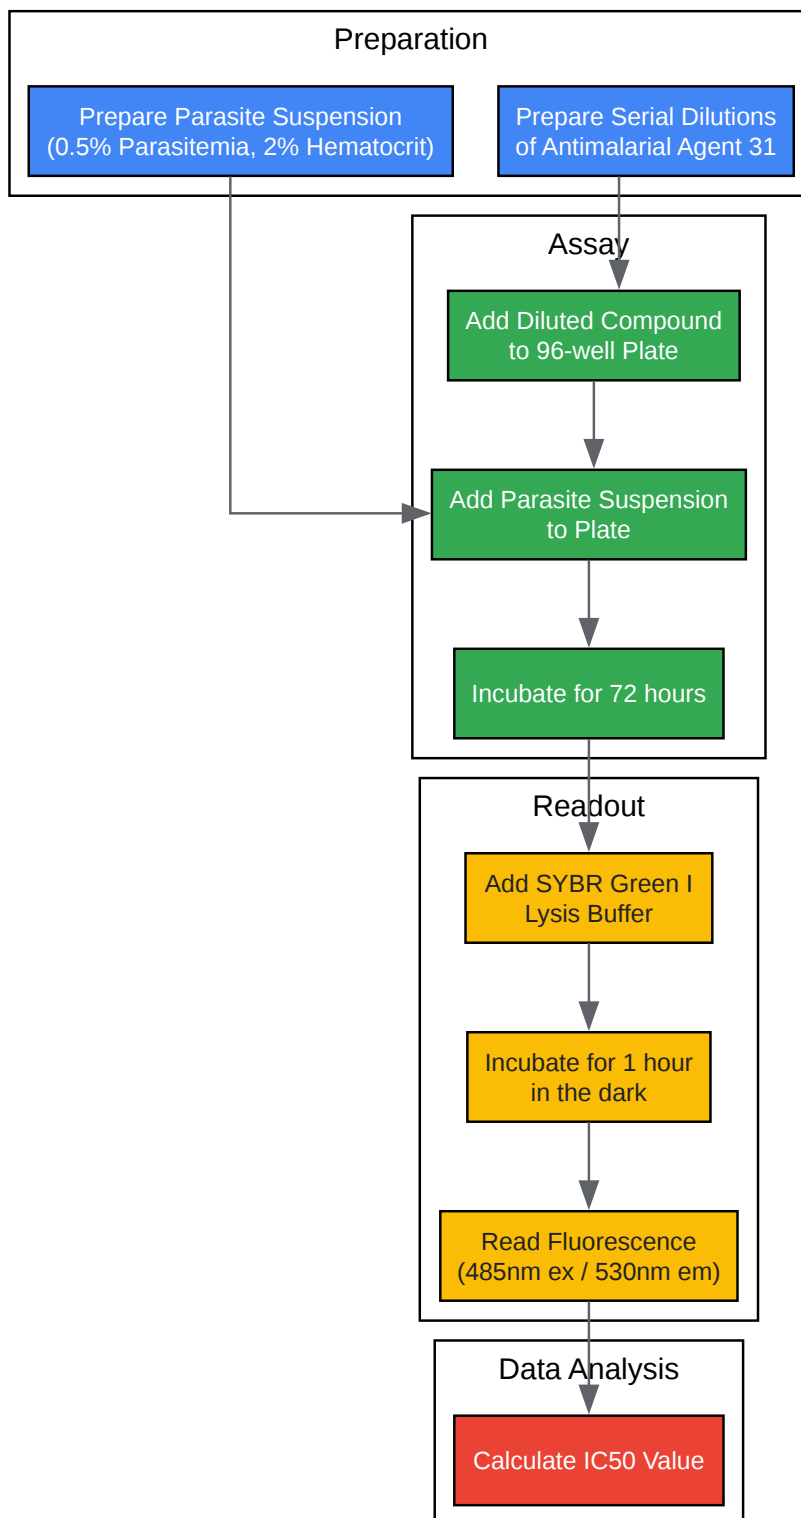 Preparation
Prepare Parasite Suspension
(0.5% Parasitemia, 2% Hematocrit)
Prepare Serial Dilutions
of Antimalarial Agent 31
Assay
Add Diluted Compound
to 96-well Plate
Add Parasite Suspension
to Plate
Incubate for 72 hours
Readout
Add SYBR Green I
Lysis Buffer
Incubate for 1 hour
in the dark
Read Fluorescence
(485nm ex / 530nm em)
Data Analysis
Calculate IC50 Value